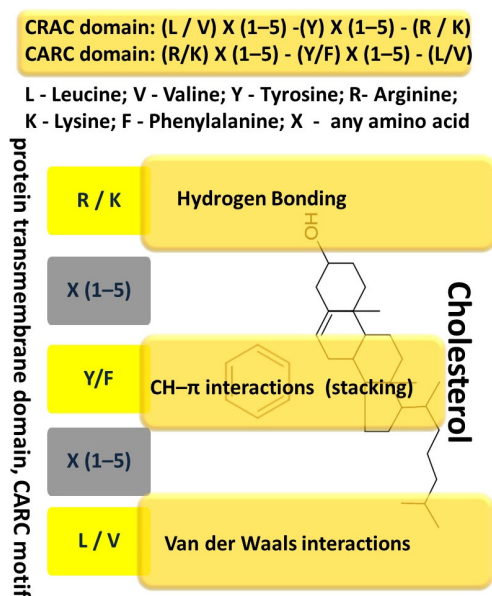 CRAC domain: (L / V) X (1–5) -(Y) X (1–5) - (R / K)
CARC domain: (R/K) X (1–5) - (Y/F) X (1–5) - (L/V)
L - Leucine; V - Valine; Y - Tyrosine; R- Arginine;
K - Lysine; F - Phenylalanine; X - any amino acid
protein transmembrane domain, CARC motif
R / K
Hydrogen Bonding
HO
X (1–5)
Cholesterol
Y/F
CH–π interactions (stacking)
X (1–5)
L / V
Van der Waals interactions